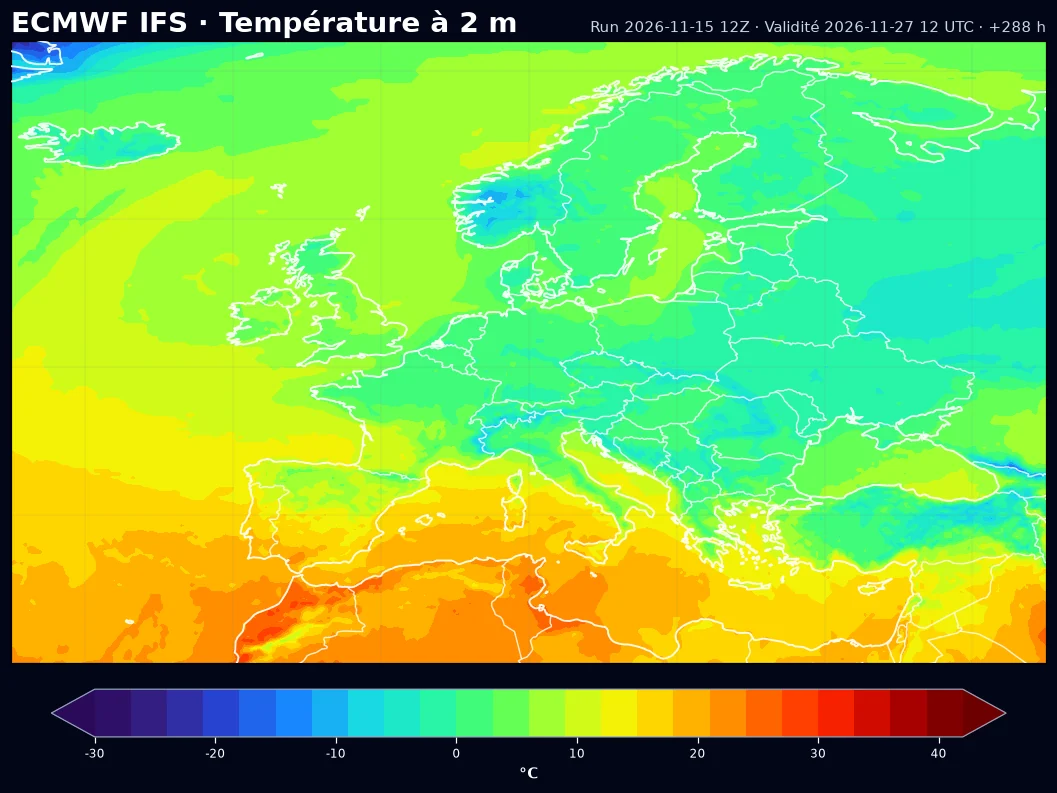 ECMWF IFS · Température à 2 m
Run 2026-11-15 12Z · Validité 2026-11-27 12 UTC · +288 h
-30 -20 -10 0 10 20 30 40
°C